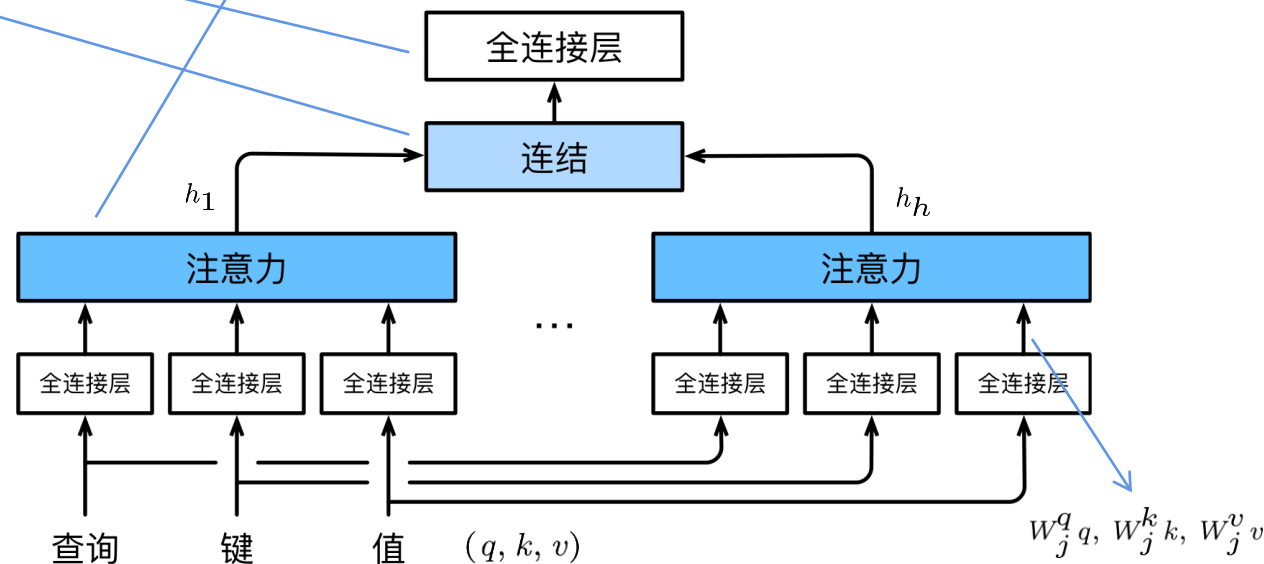 全连接层
连结
h₁ hₕ
注意力 注意力
...
全连接层 全连接层 全连接层 全连接层 全连接层 全连接层
查询 键 值 (q, k, v) W_j^q q, W_j^k k, W_j^v v